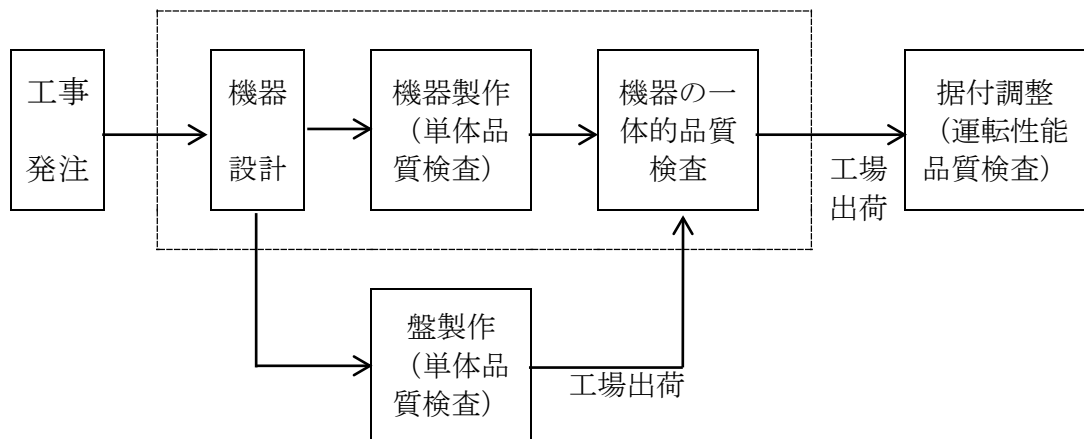 工事
発注
機器
設計
機器製作
（単体品
質検査）
機器の一
体的品質
検査
工場
出荷
据付調整
（運転性能
品質検査）
盤製作
（単体品
質検査）
工場出荷